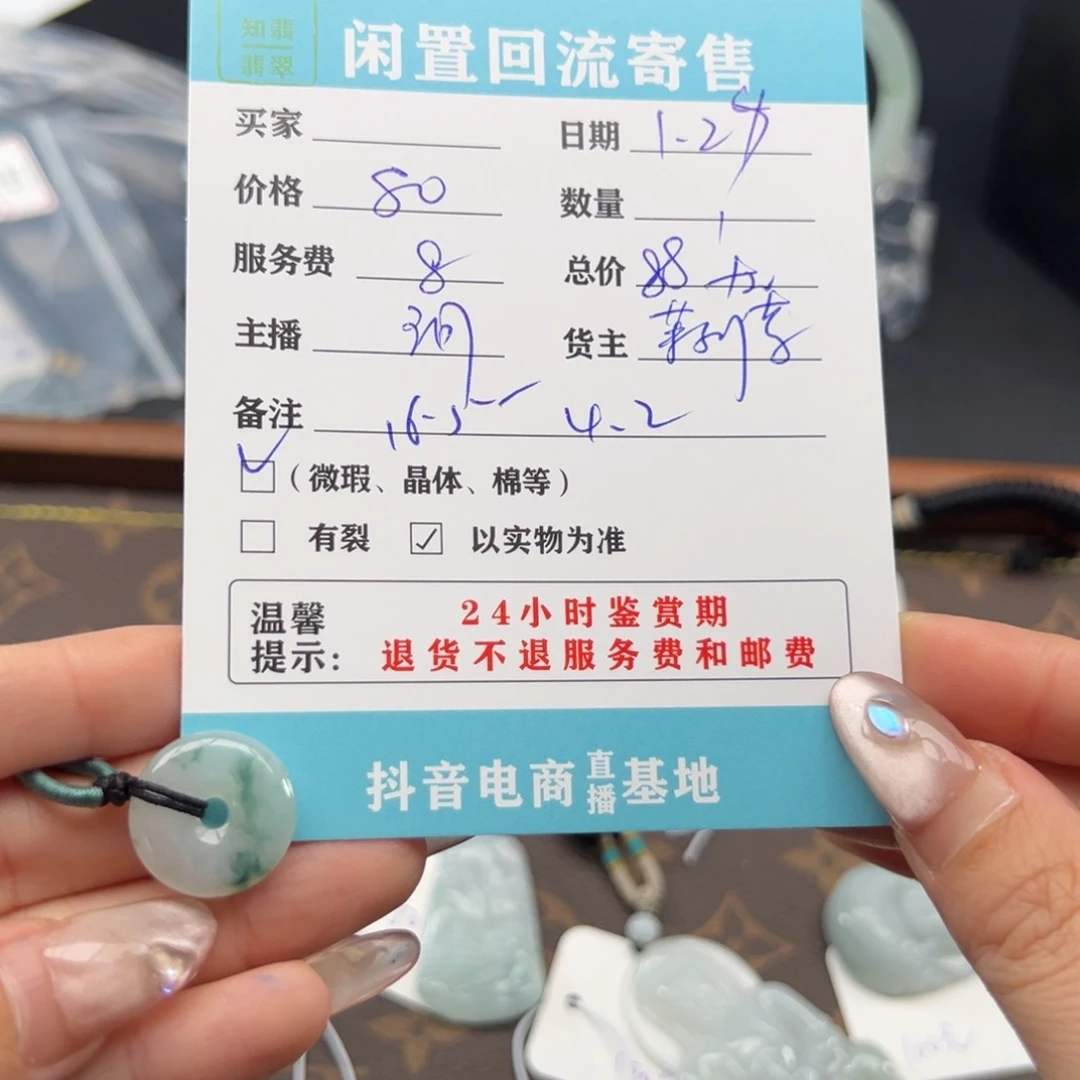 知翡
翡翠
闲置回流寄售
买家 日期 1-24
价格 80 数量 1
服务费 8 总价 88
主播 货主
备注 16-5 4-2
(微瑕、晶体、棉等)
有裂 ☑ 以实物为准
温馨 24小时鉴赏期
提示: 退货不退服务费和邮费
抖音电商直播基地